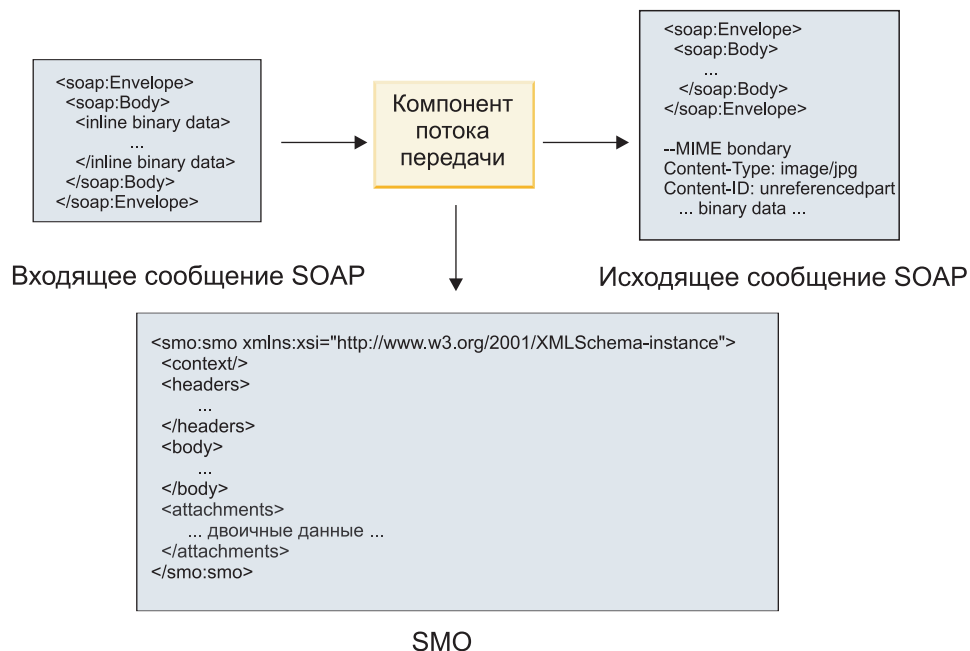 <soap:Envelope>
<soap:Body>
<inline binary data>
...
</inline binary data>
</soap:Body>
</soap:Envelope>
Входящее сообщение SOAP
Компонент
потока
передачи
<soap:Envelope>
<soap:Body>
...
</soap:Body>
</soap:Envelope>
--MIME bondary
Content-Type: image/jpg
Content-ID: unreferencedpart
... binary data ...
Исходящее сообщение SOAP
<smo:smo xmlns:xsi="http://www.w3.org/2001/XMLSchema-instance">
<context/>
<headers>
...
</headers>
<body>
...
</body>
<attachments>
... двоичные данные ...
</attachments>
</smo:smo>
SMO